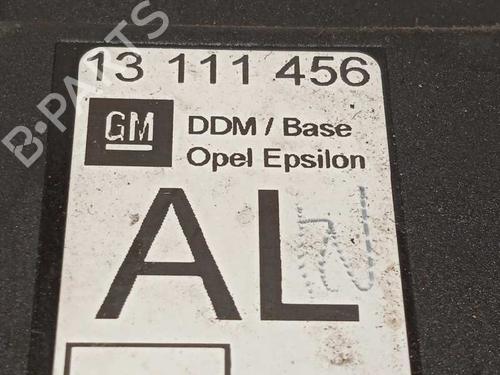 13 111 456
GM
DDM / Base
Opel Epsilon
AL
B-PARTS